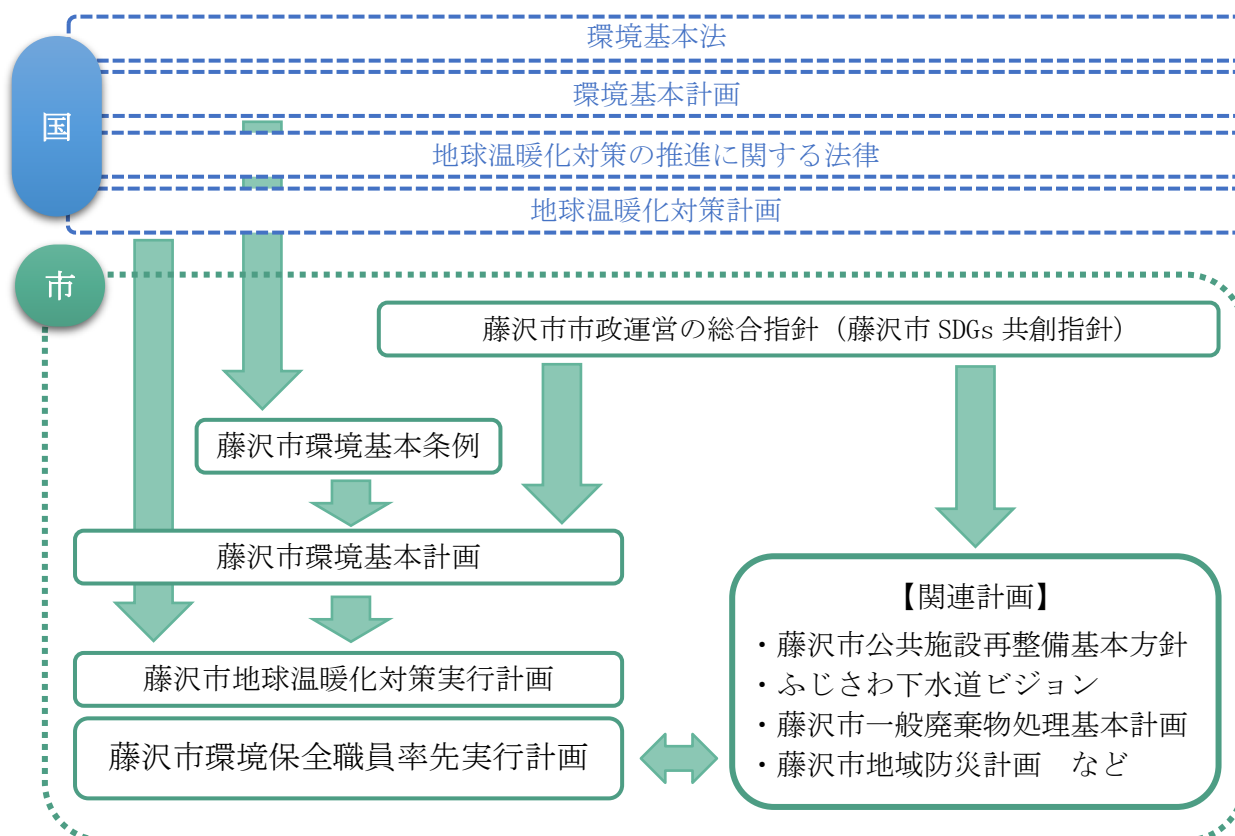 国
環境基本法
環境基本計画
地球温暖化対策の推進に関する法律
地球温暖化対策計画
市
藤沢市市政運営の総合指針（藤沢市 SDGs 共創指針）
藤沢市環境基本条例
藤沢市環境基本計画
藤沢市地球温暖化対策実行計画
藤沢市環境保全職員率先実行計画
【関連計画】
・藤沢市公共施設再整備基本方針
・ふじさわ下水道ビジョン
・藤沢市一般廃棄物処理基本計画
・藤沢市地域防災計画　など